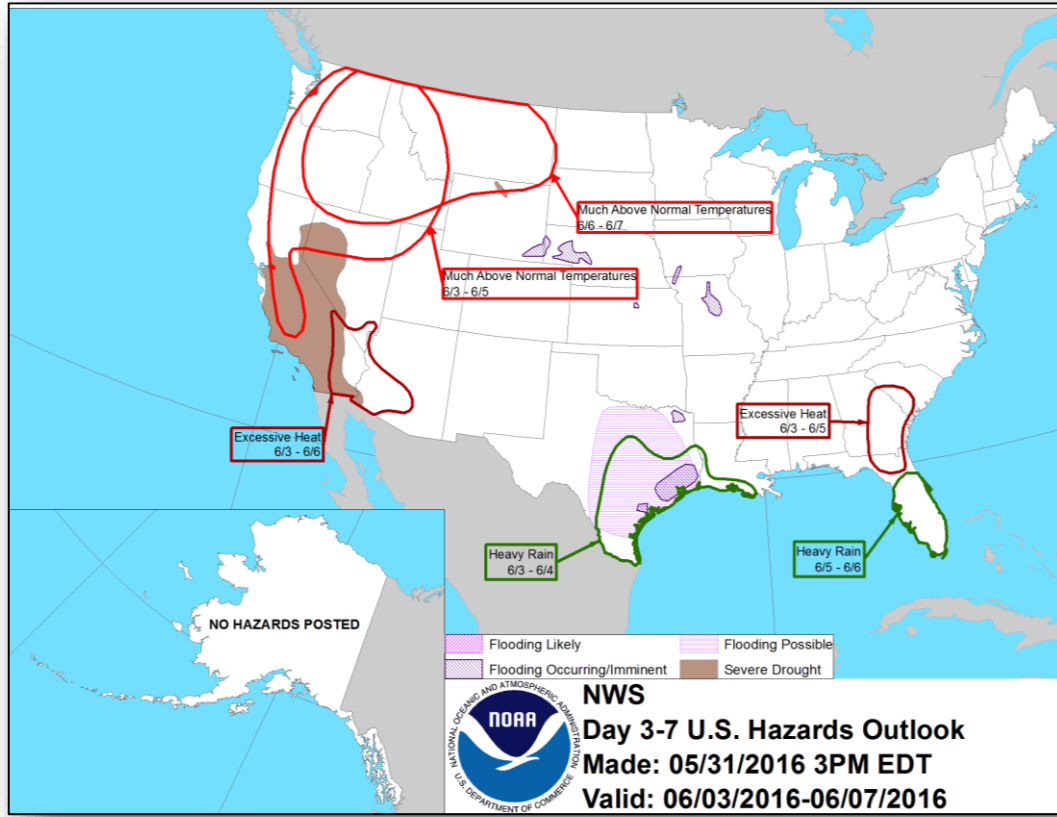 Much Above Normal Temperatures
6/6 - 6/7
Much Above Normal Temperatures
6/3 - 6/5
Excessive Heat
6/3 - 6/6
Excessive Heat
6/3 - 6/5
Heavy Rain
6/3 - 6/4
Heavy Rain
6/5 - 6/6
NO HAZARDS POSTED
Flooding Likely
Flooding Possible
Flooding Occurring/Imminent
Severe Drought
NATIONAL OCEANIC AND ATMOSPHERIC ADMINISTRATION
NOAA
U.S. DEPARTMENT OF COMMERCE
NWS
Day 3-7 U.S. Hazards Outlook
Made: 05/31/2016 3PM EDT
Valid: 06/03/2016-06/07/2016